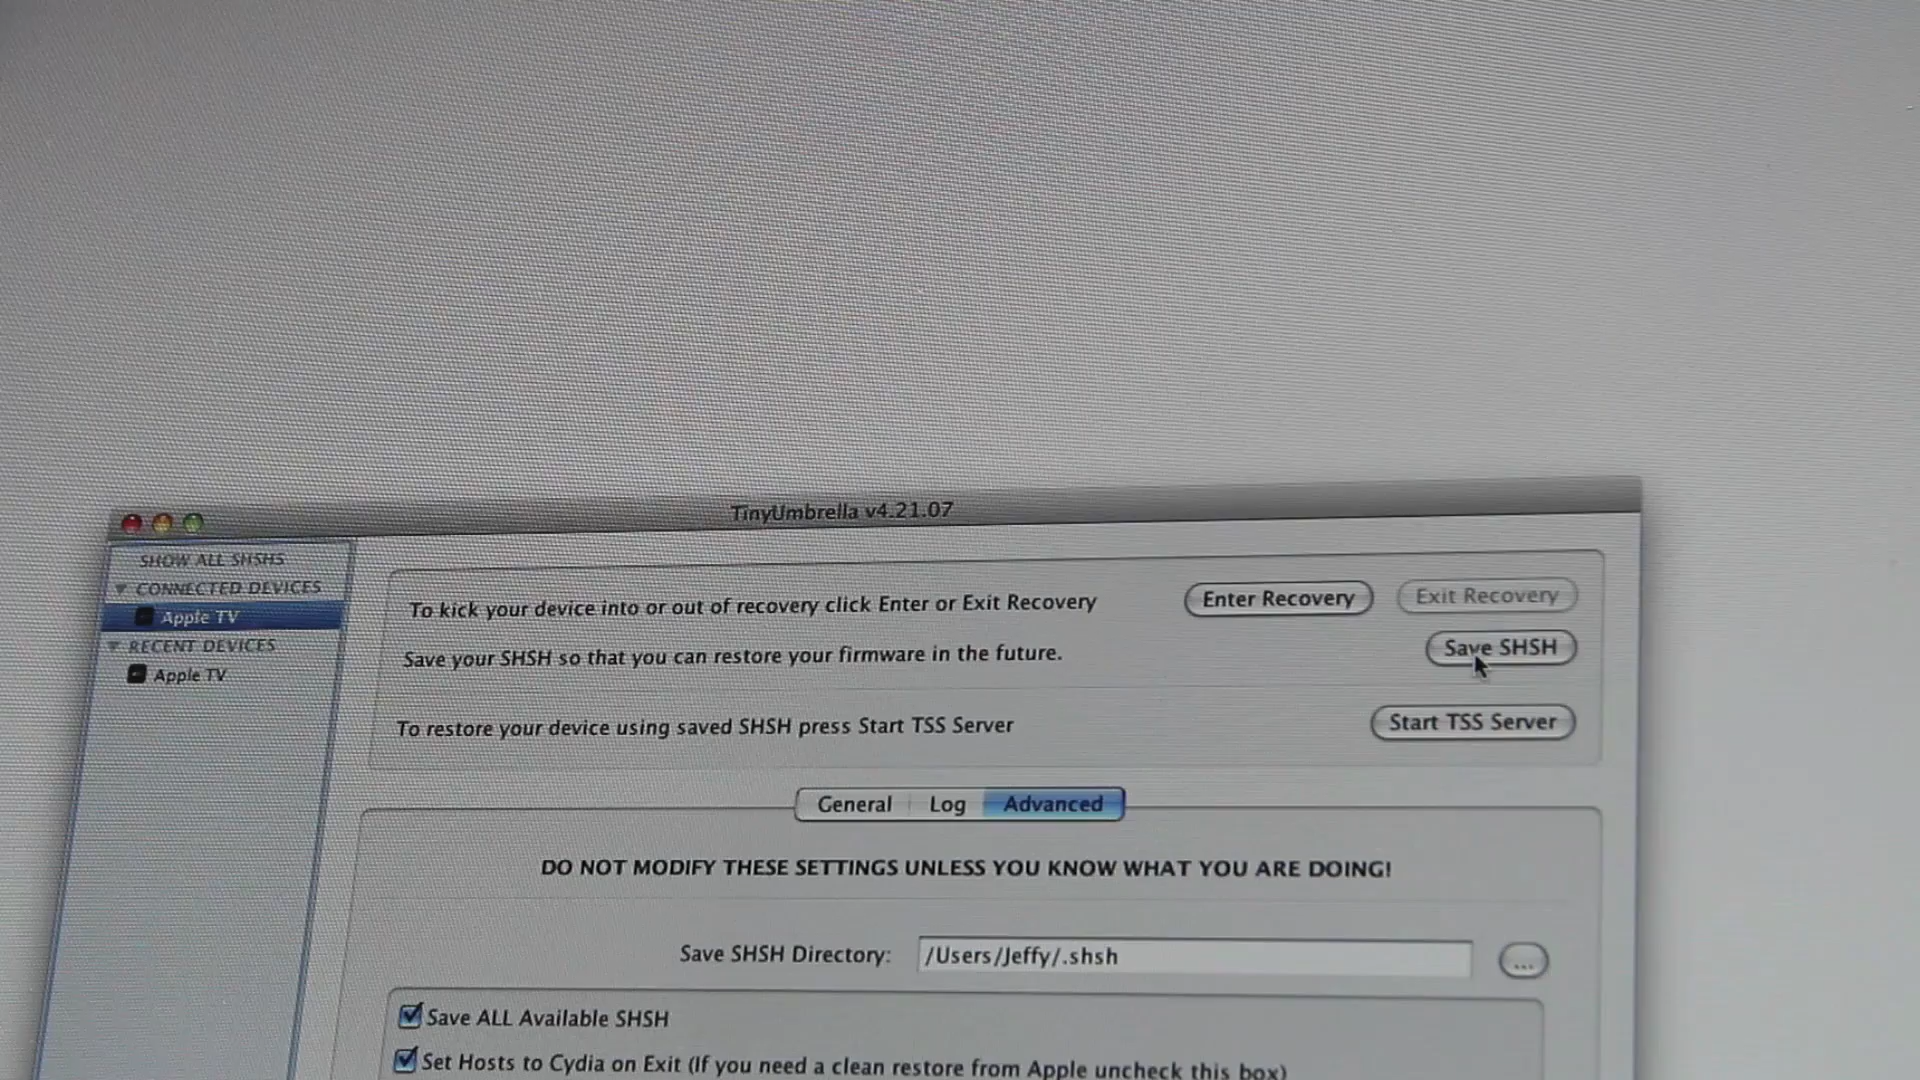 TinyUmbrella v4.21.07
SHOW ALL SHSHS
CONNECTED DEVICES
Apple TV
RECENT DEVICES
Apple TV
To kick your device into or out of recovery click Enter or Exit Recovery
Enter Recovery
Exit Recovery
Save your SHSH so that you can restore your firmware in the future.
Save SHSH
To restore your device using saved SHSH press Start TSS Server
Start TSS Server
General
Log
Advanced
DO NOT MODIFY THESE SETTINGS UNLESS YOU KNOW WHAT YOU ARE DOING!
Save SHSH Directory:
/Users/Jeffy/.shsh
...
Save ALL Available SHSH
Set Hosts to Cydia on Exit (If you need a clean restore from Apple uncheck this box)